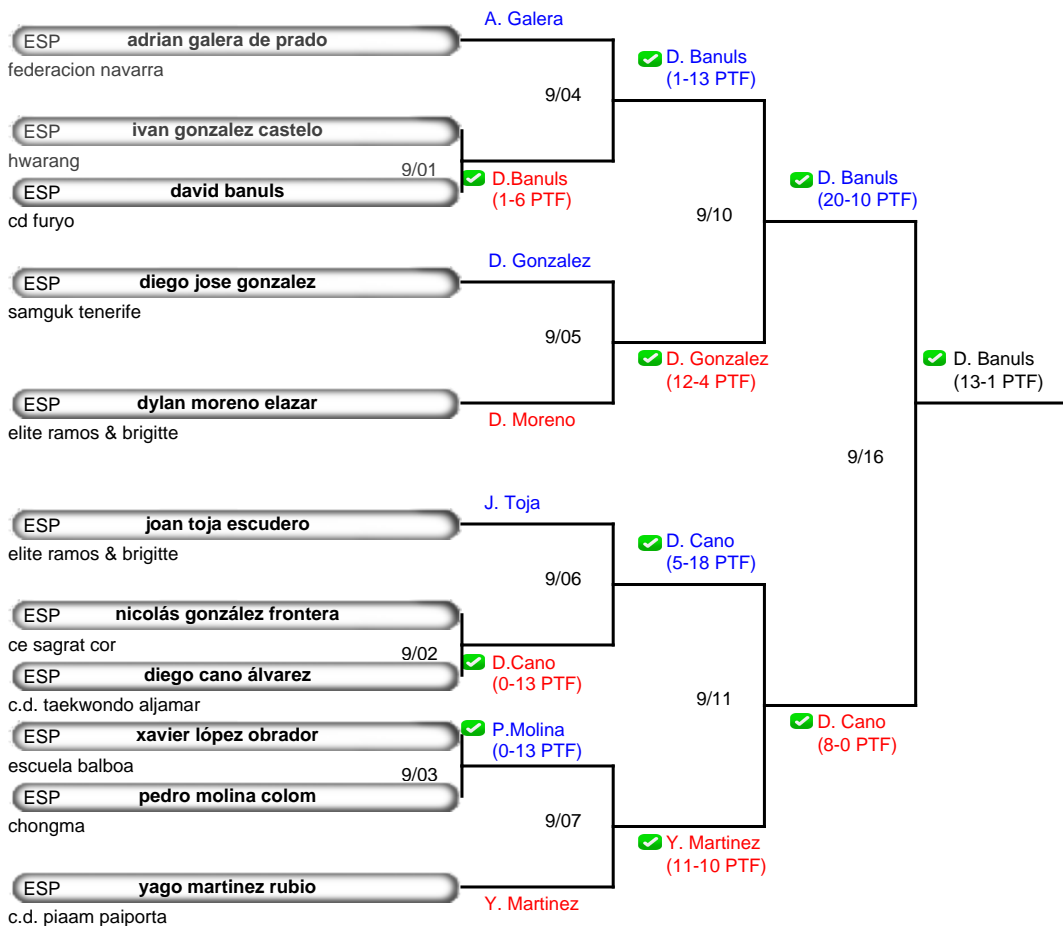 A. Galera
ESP adrian galera de prado
federacion navarra
D. Banuls
(1-13 PTF)
9/04
ESP ivan gonzalez castelo
hwarang
9/01
D.Banuls
(1-6 PTF)
ESP david banuls
cd furyo
D. Banuls
(20-10 PTF)
9/10
D. Gonzalez
ESP diego jose gonzalez
samguk tenerife
9/05
D. Gonzalez
(12-4 PTF)
D. Banuls
(13-1 PTF)
ESP dylan moreno elazar
elite ramos & brigitte
D. Moreno
9/16
J. Toja
ESP joan toja escudero
elite ramos & brigitte
D. Cano
(5-18 PTF)
9/06
ESP nicolás gonzález frontera
ce sagrat cor
9/02
D.Cano
(0-13 PTF)
ESP diego cano álvarez
c.d. taekwondo aljamar
9/11
D. Cano
(8-0 PTF)
ESP xavier lópez obrador
escuela balboa
P.Molina
(0-13 PTF)
9/03
ESP pedro molina colom
chongma
9/07
Y. Martinez
(11-10 PTF)
ESP yago martinez rubio
c.d. piaam paiporta
Y. Martinez